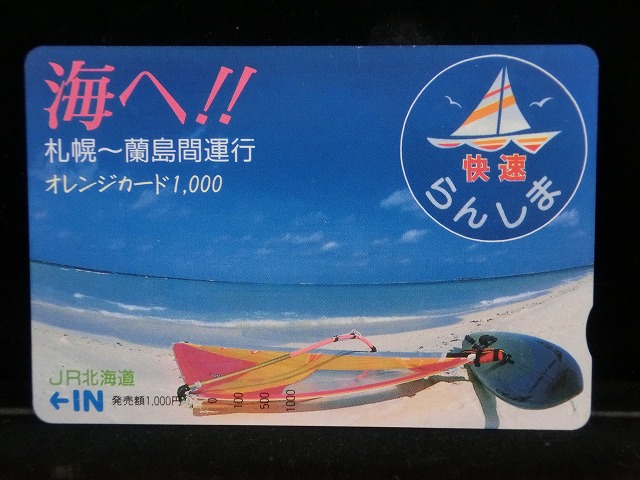 海へ!!
札幌〜蘭島間運行
オレンジカード1,000
快速
らんしま
JR北海道
←IN
発売額1,000円
0 100 500 1000